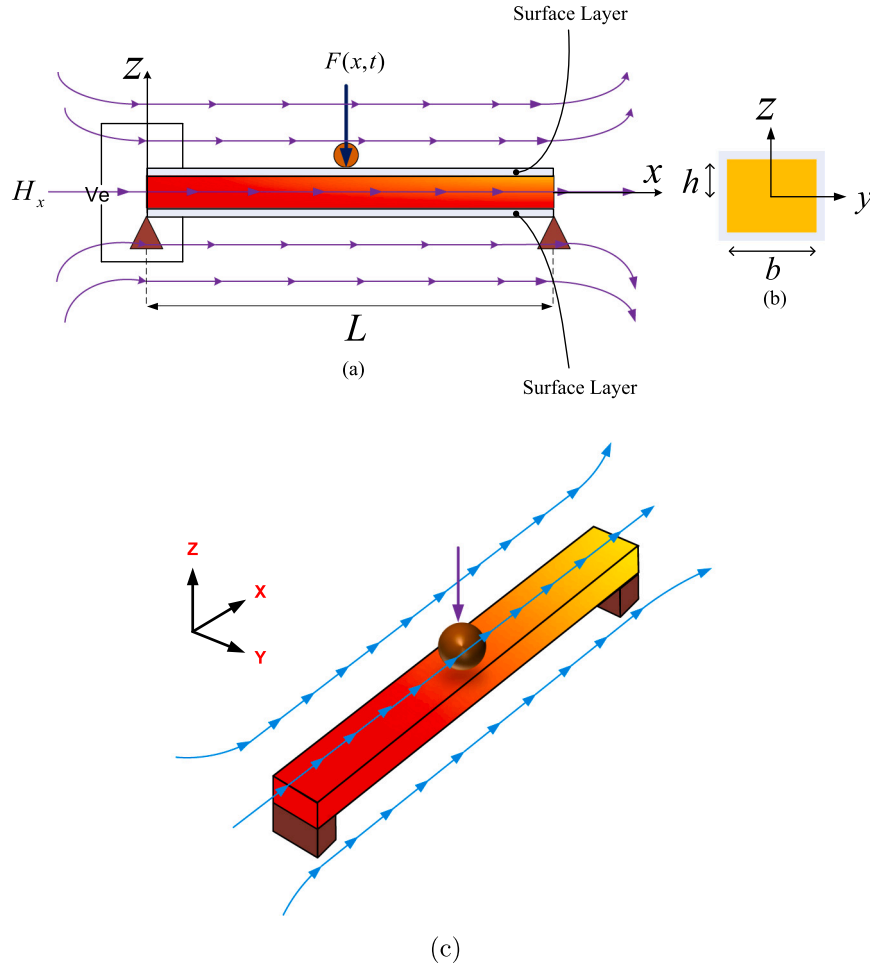 Surface Layer
F(x,t)
Z
H_x
Ve
x
L
(a)
Surface Layer
z
h
y
b
(b)
Z
X
Y
(c)